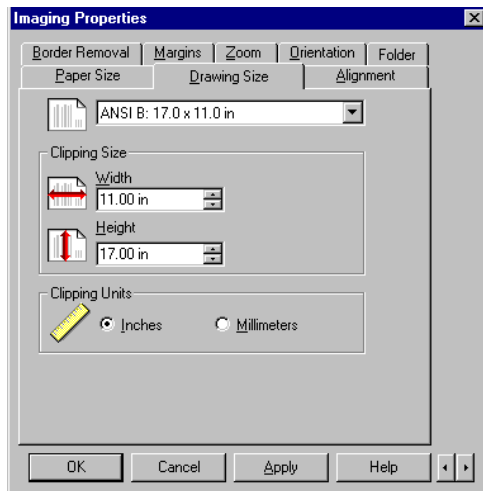 Imaging Properties
Border Removal Margins Zoom Orientation Folder
Paper Size Drawing Size Alignment
ANSI B: 17.0 x 11.0 in
Clipping Size
Width
11.00 in
Height
17.00 in
Clipping Units
Inches Millimeters
OK Cancel Apply Help